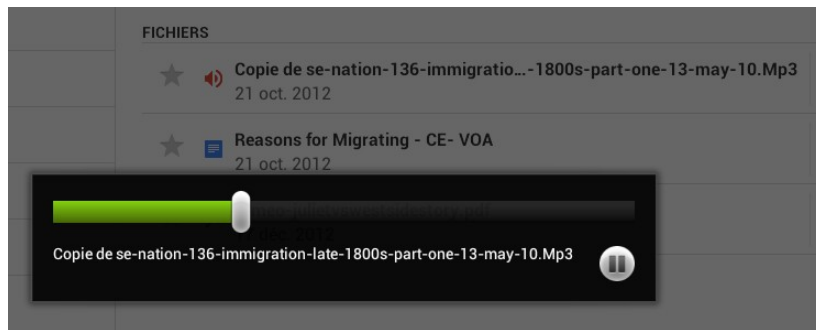 FICHIERS
Copie de se-nation-136-immigratio...-1800s-part-one-13-may-10.Mp3
21 oct. 2012
Reasons for Migrating - CE- VOA
21 oct. 2012
déc. 2012
Copie de se-nation-136-immigration-late-1800s-part-one-13-may-10.Mp3